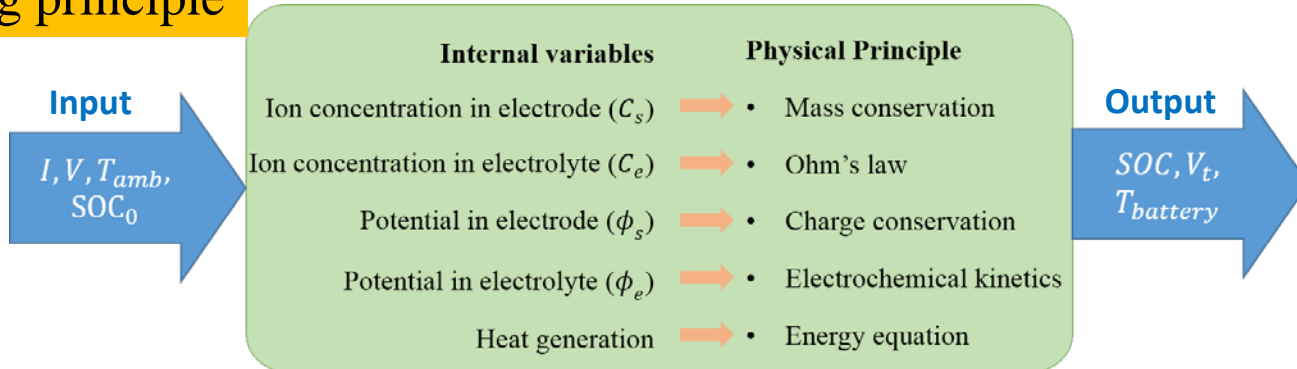 g principle
Input
I, V, T_amb,
SOC_0
Internal variables Physical Principle
Ion concentration in electrode (C_s) • Mass conservation
Ion concentration in electrolyte (C_e) • Ohm's law
Potential in electrode (ϕ_s) • Charge conservation
Potential in electrolyte (ϕ_e) • Electrochemical kinetics
Heat generation • Energy equation
Output
SOC, V_t,
T_battery